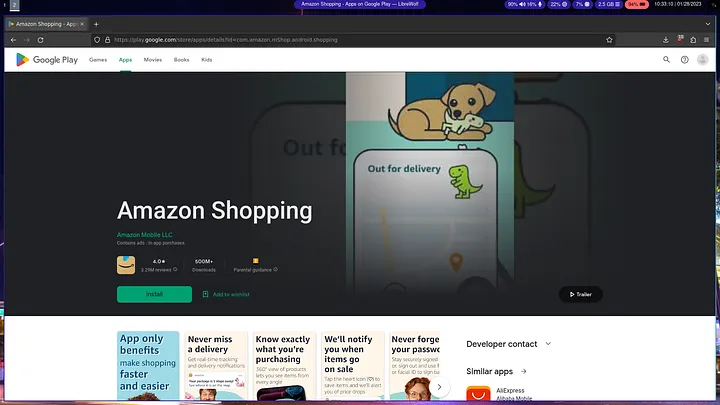 1
2
Amazon Shopping - Apps on Google Play — LibreWolf
90%
16%
22%
7%
2.5 GB
34%
10:33:10 | 01/28/2023
Amazon Shopping - Apps
https://play.google.com/store/apps/details?id=com.amazon.mShop.android.shopping
Google Play
Games
Apps
Movies
Books
Kids
Out for delivery
Amazon Shopping
Amazon Mobile LLC
Contains ads · In-app purchases
4.0★
3.29M reviews
500M+
Downloads
Parental guidance
Install
Add to wishlist
Trailer
App only
benefits
make shopping
faster
and easier
Never miss
a delivery
Get real-time tracking
and delivery notifications
Know exactly
what you're
purchasing
360° view of products
lets you see items from
every angle
We'll notify
you when
items go
on sale
Tap the heart icon (♡) to
save items and we'll alert
you of price drops
Never forge
your passwo
Stay securely signed
or sign out and use f
or facial ID to sign ba
Developer contact
Similar apps
AliExpress
Alibaba Mobile